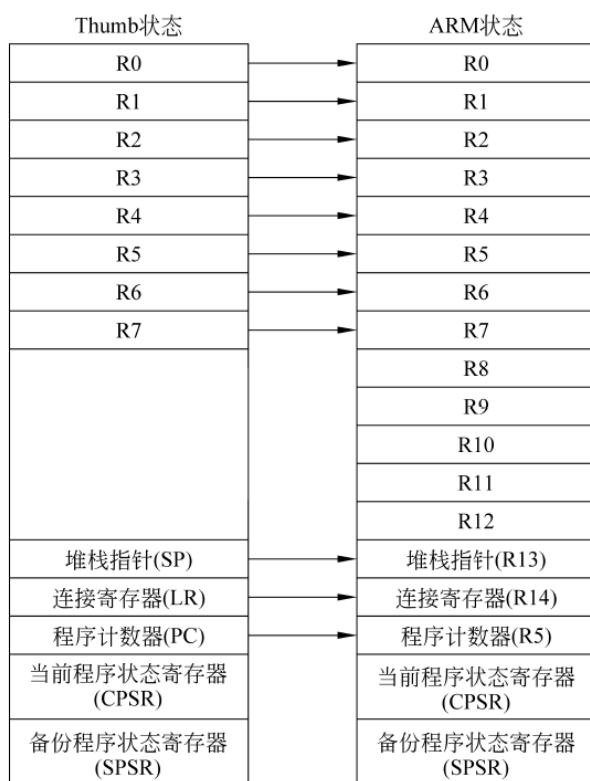 Thumb状态 ARM状态
R0 R0
R1 R1
R2 R2
R3 R3
R4 R4
R5 R5
R6 R6
R7 R7
R8
R9
R10
R11
R12
堆栈指针(SP) 堆栈指针(R13)
连接寄存器(LR) 连接寄存器(R14)
程序计数器(PC) 程序计数器(R5)
当前程序状态寄存器 当前程序状态寄存器
(CPSR) (CPSR)
备份程序状态寄存器 备份程序状态寄存器
(SPSR) (SPSR)